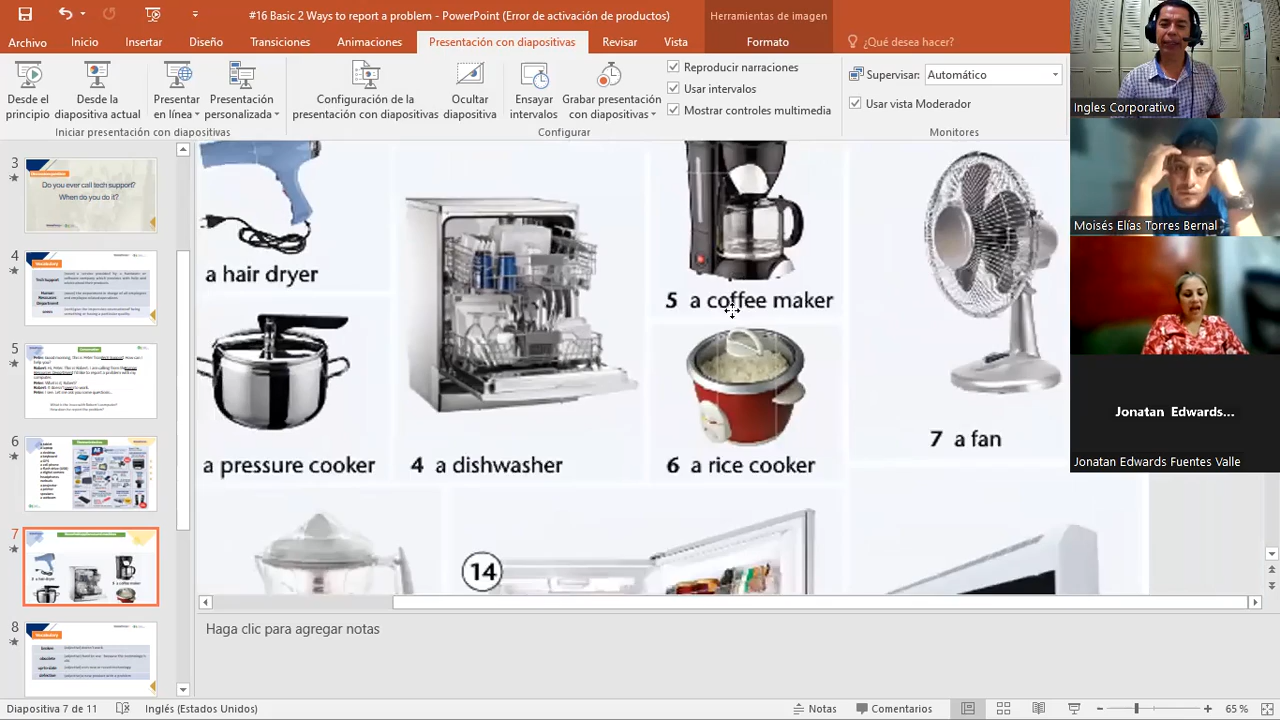 #16 Basic 2 Ways to report a problem - PowerPoint (Error de activación de productos)
Herramientas de imagen
Archivo Inicio Insertar Diseño Transiciones Animaciones Presentación con diapositivas Revisar Vista Formato ¿Qué desea hacer?
Desde el principio
Desde la diapositiva actual
Presentar en línea
Presentación personalizada
Iniciar presentación con diapositivas
Configuración de la presentación con diapositivas
Ocultar diapositiva
Ensayar intervalos
Grabar presentación con diapositivas
Reproducir narraciones
Usar intervalos
Mostrar controles multimedia
Configurar
Supervisar: Automático
Usar vista Moderador
Monitores
Ingles Corporativo
Moisés Elías Torres Bernal
Jonatan Edwards...
Jonatan Edwards Fuentes Valle
3
Do you ever call tech support?
When do you do it?
4
5
6
7
8
a hair dryer
5 a coffee maker
a pressure cooker
4 a dishwasher
6 a rice cooker
7 a fan
14
Haga clic para agregar notas
Diapositiva 7 de 11
Inglés (Estados Unidos)
Notas
Comentarios
65 %